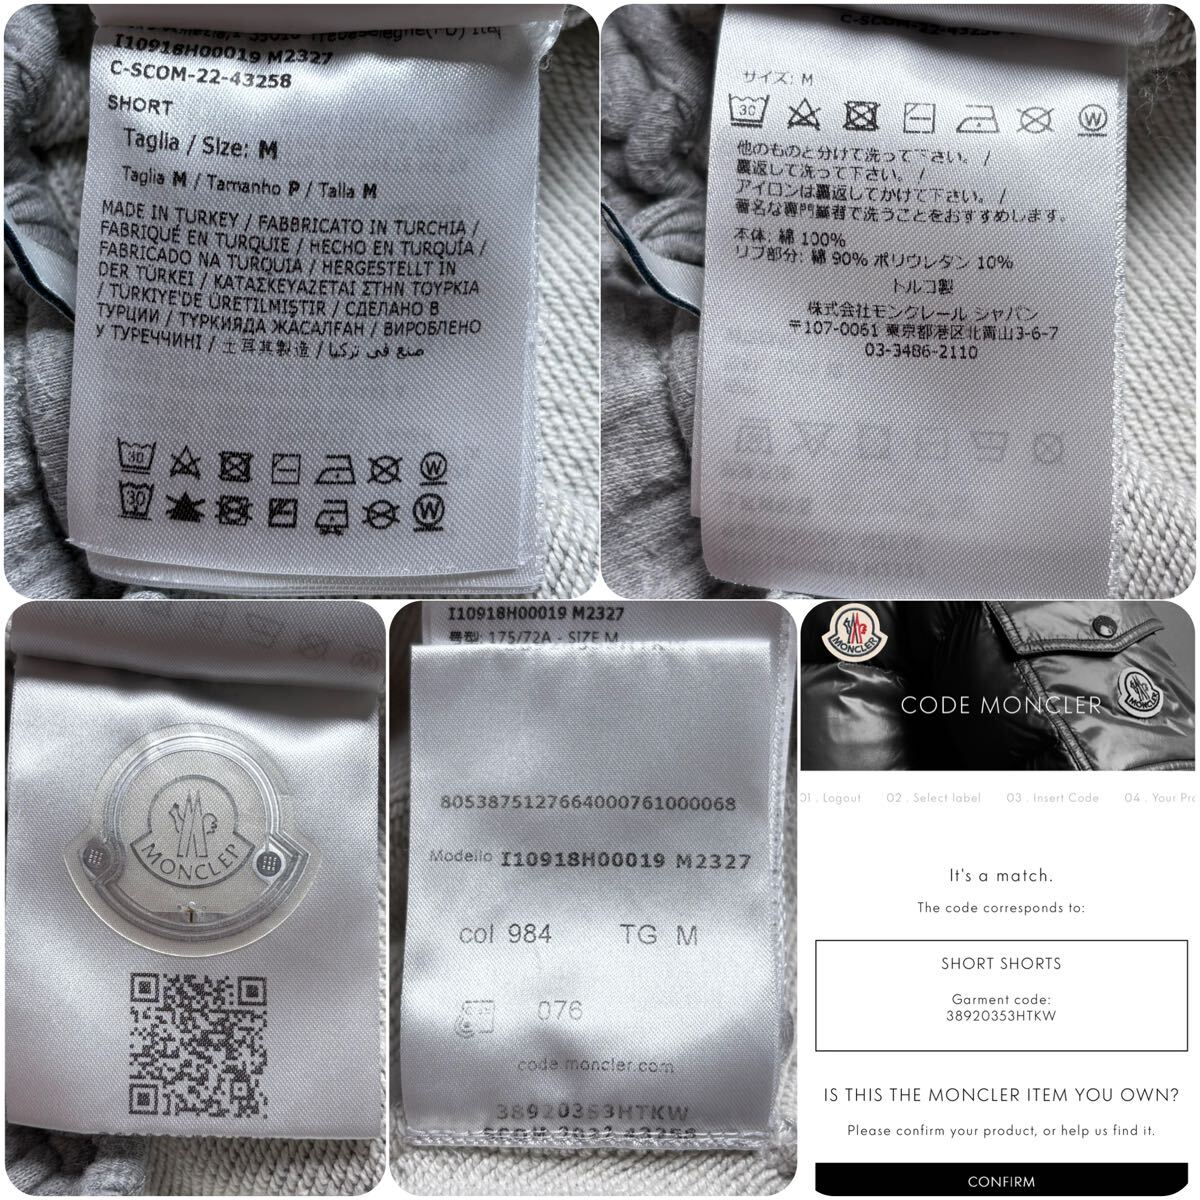 I10918H00019 M2327
C-SCOM-22-43258
SHORT
Taglia / Size: M
Taglia M / Tamanho P / Talla M
MADE IN TURKEY / FABBRICATO IN TURCHIA /
FABRIQUÉ EN TURQUIE / HECHO EN TURQUÍA /
FABRICADO NA TURQUIA / HERGESTELLT IN
DER TÜRKEI / ΚΑΤΑΣΚΕΥΑΖΕΤΑΙ ΣΤΗΝ ΤΟΥΡΚΙΑ
/ TÜRKIYE'DE ÜRETILMIŞTIR / СДЕЛАНО В
ТУРЦИИ / ТҮРКИЯДА ЖАСАЛҒАН / ВИРОБЛЕНО
У ТУРЕЧЧИНІ / 土耳其製造 / صنع في تركيا
30
30
サイズ: M
30
W
他のものと分けて洗って下さい。 /
裏返して洗って下さい。 /
アイロンは裏返してかけて下さい。 /
著名な専門業者で洗うことをおすすめします。
本体: 綿 100%
リブ部分: 綿 90% ポリウレタン 10%
トルコ製
株式会社モンクレール ジャパン
〒107-0061 東京都港区北青山3-6-7
03-3486-2110
MONCLER
I10918H00019 M2327
号型: 175/72A - SIZE M
8053875127664000761000068
Modello I10918H00019 M2327
col 984 TG M
076
code.moncler.com
38920353HTKW
MONCLER
CODE MONCLER
MONCLER
01 . Logout 02 . Select label 03 . Insert Code 04 . Your Pro
It's a match.
The code corresponds to:
SHORT SHORTS
Garment code:
38920353HTKW
IS THIS THE MONCLER ITEM YOU OWN?
Please confirm your product, or help us find it.
CONFIRM